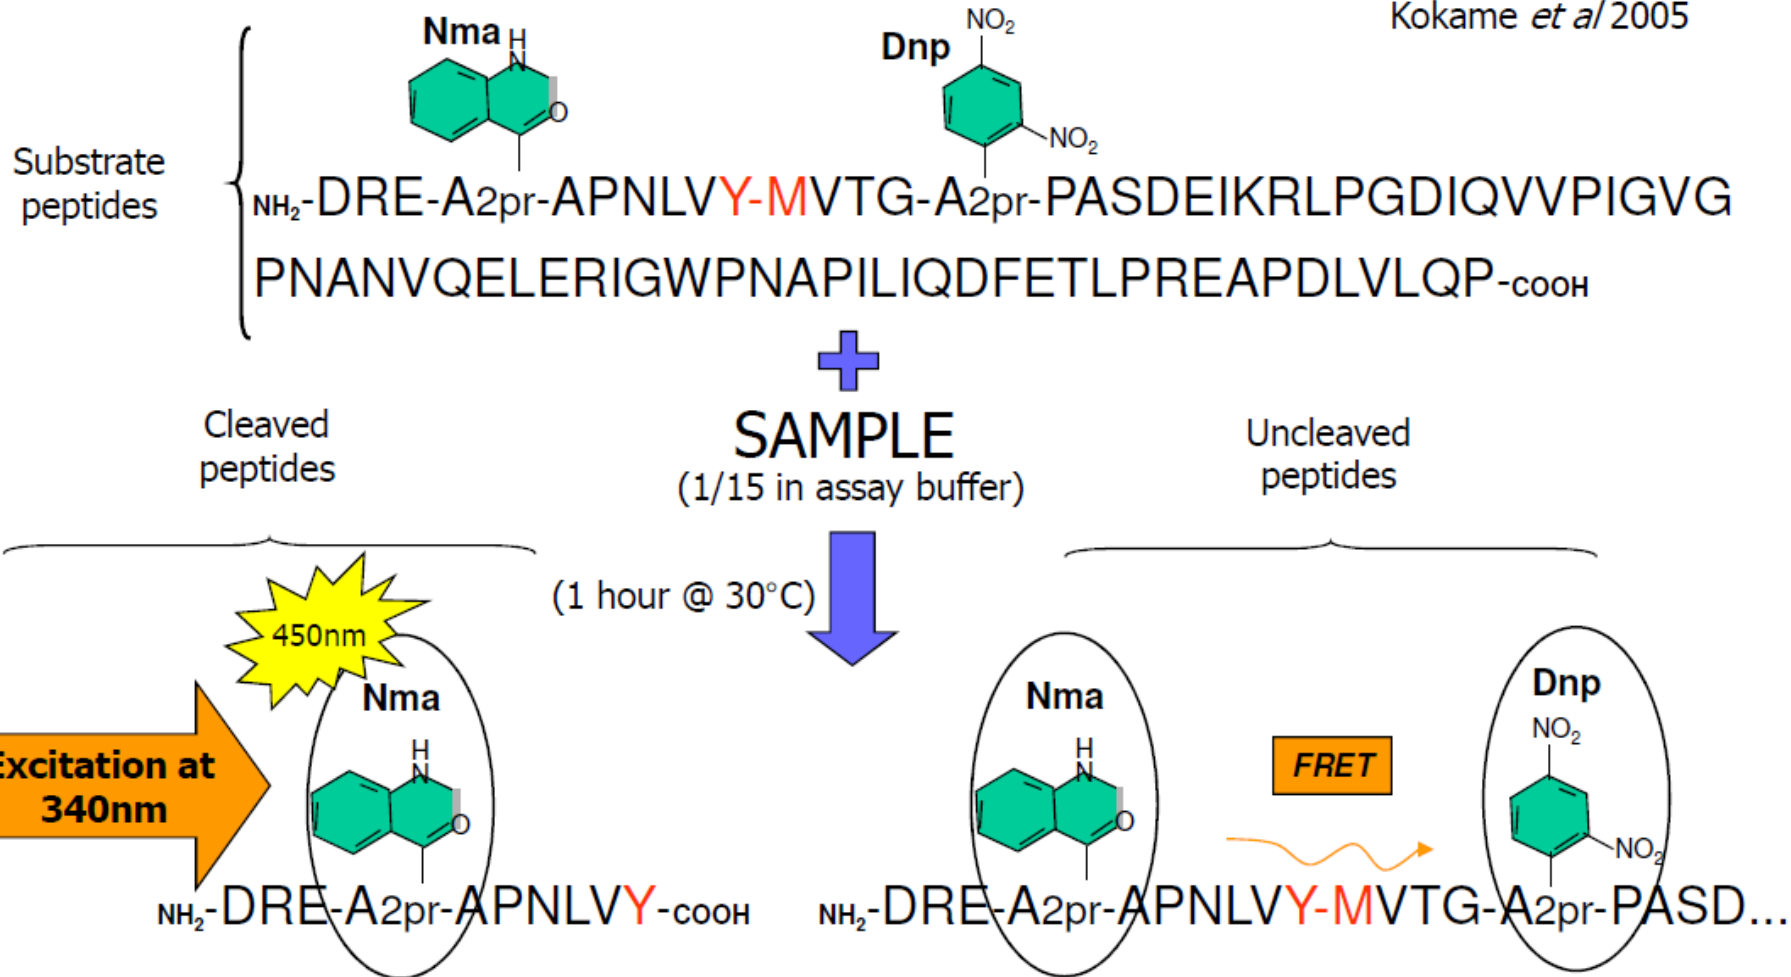 Kokame et al 2005
Nma
H
N
O
Dnp
NO2
NO2
Substrate
peptides
NH2-DRE-A2pr-APNLVY-MVTG-A2pr-PASDEIKRLPGDIQVVPIGVG
PNANVQELERIGWPNAPILIQDFETLPREAPDLVLQP-COOH
Cleaved
peptides
SAMPLE
(1/15 in assay buffer)
Uncleaved
peptides
(1 hour @ 30°C)
450nm
Excitation at
340nm
Nma
H
N
O
NH2-DRE-A2pr-APNLVY-COOH
Nma
H
N
O
FRET
Dnp
NO2
NO2
NH2-DRE-A2pr-APNLVY-MVTG-A2pr-PASD...